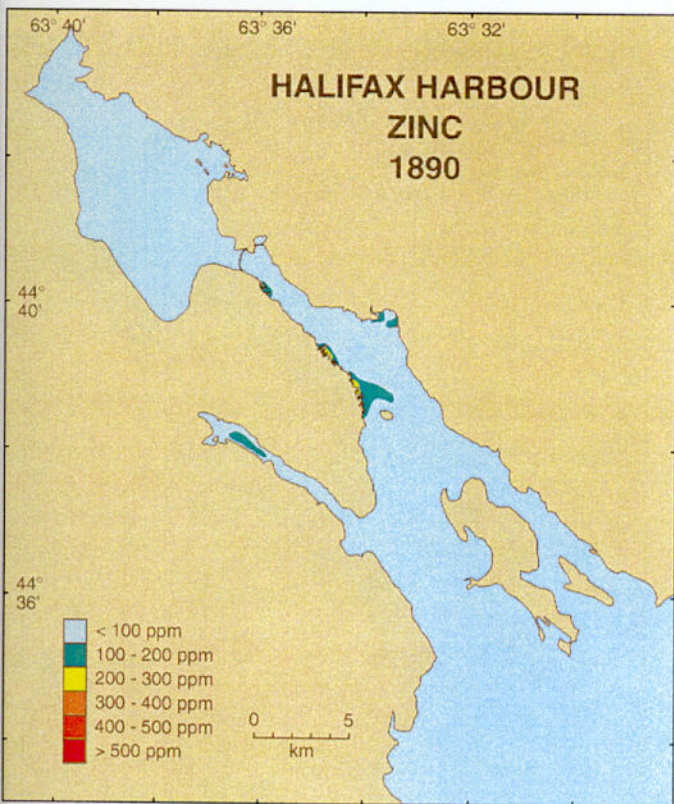 63° 40' 63° 36' 63° 32'
HALIFAX HARBOUR
ZINC
1890
44°
40'
44°
36'
< 100 ppm
100 - 200 ppm
200 - 300 ppm
300 - 400 ppm
400 - 500 ppm
> 500 ppm
0 5
km